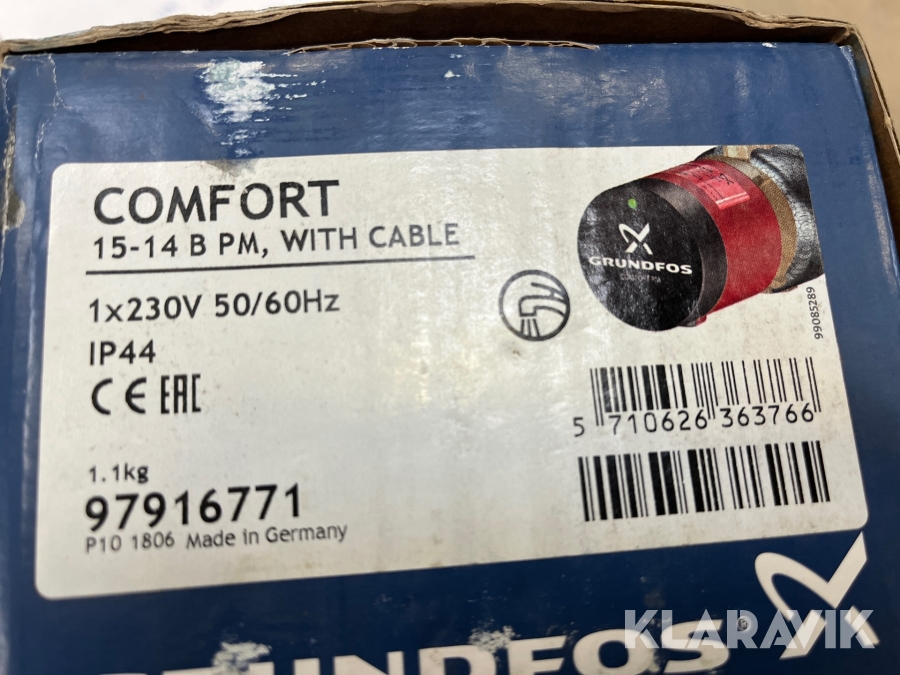 COMFORT
15-14 B PM, WITH CABLE
1x230V 50/60Hz
IP44
CE EAC
GRUNDFOS
99085289
5 710626 363766
1.1kg
97916771
P10 1806 Made in Germany
GRUNDFOS
KLARAVIK